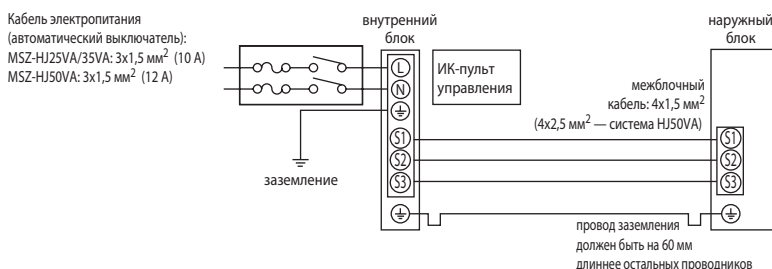 Кабель электропитания
(автоматический выключатель):
MSZ-HJ25VA/35VA: 3x1,5 мм² (10 А)
MSZ-HJ50VA: 3x1,5 мм² (12 А)
внутренний
блок
наружный
блок
L
N
S1
S2
S3
ИК-пульт
управления
межблочный
кабель: 4x1,5 мм²
(4x2,5 мм² — система HJ50VA)
S1
S2
S3
заземление
провод заземления
должен быть на 60 мм
длиннее остальных проводников